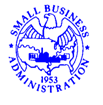 SMALL BUSINESS
1953
ADMINISTRATION